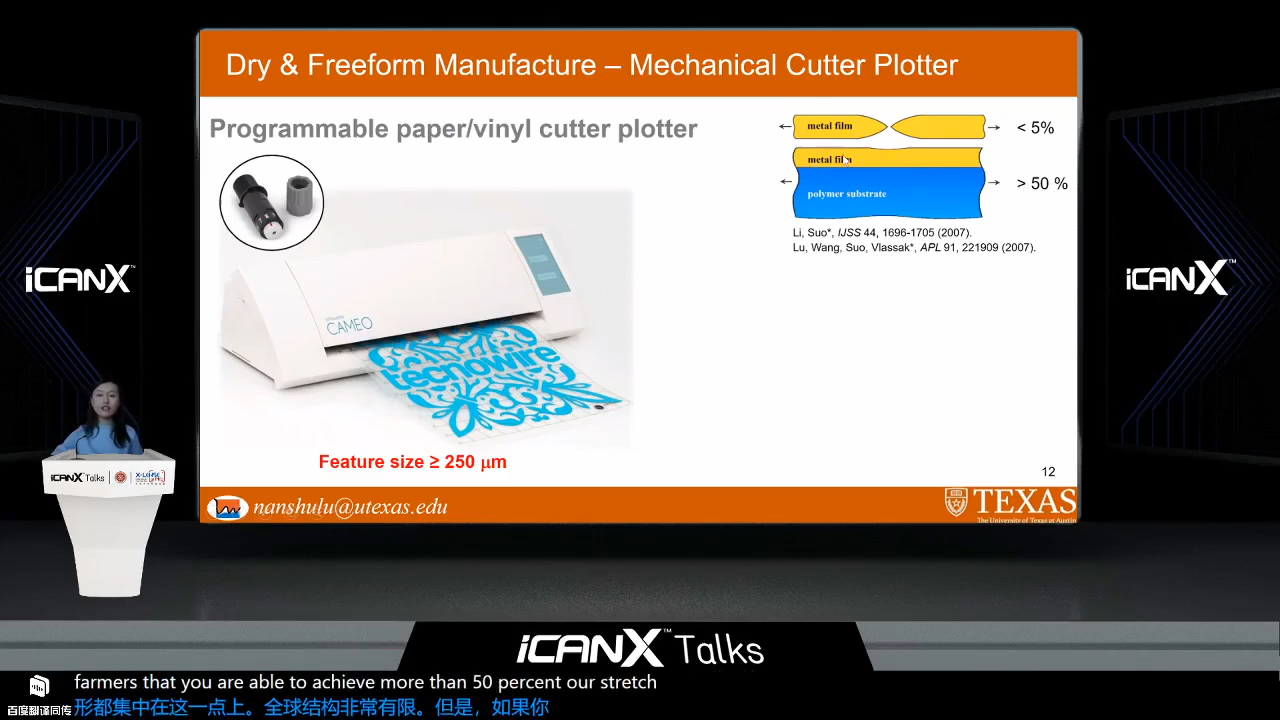 Dry & Freeform Manufacture – Mechanical Cutter Plotter
Programmable paper/vinyl cutter plotter
metal film
< 5%
metal film
polymer substrate
> 50 %
Li, Suo*, IJSS 44, 1696-1705 (2007).
Lu, Wang, Suo, Vlassak*, APL 91, 221909 (2007).
CAMEO
tecnowire
Feature size ≥ 250 μm
12
nanshulu@utexas.edu
TEXAS
The University of Texas at Austin
iCANX™
iCANX™
iCANX Talks
iCANX™ Talks
farmers that you are able to achieve more than 50 percent our stretch
形都集中在这一点上。全球结构非常有限。但是，如果你
百度翻译同传